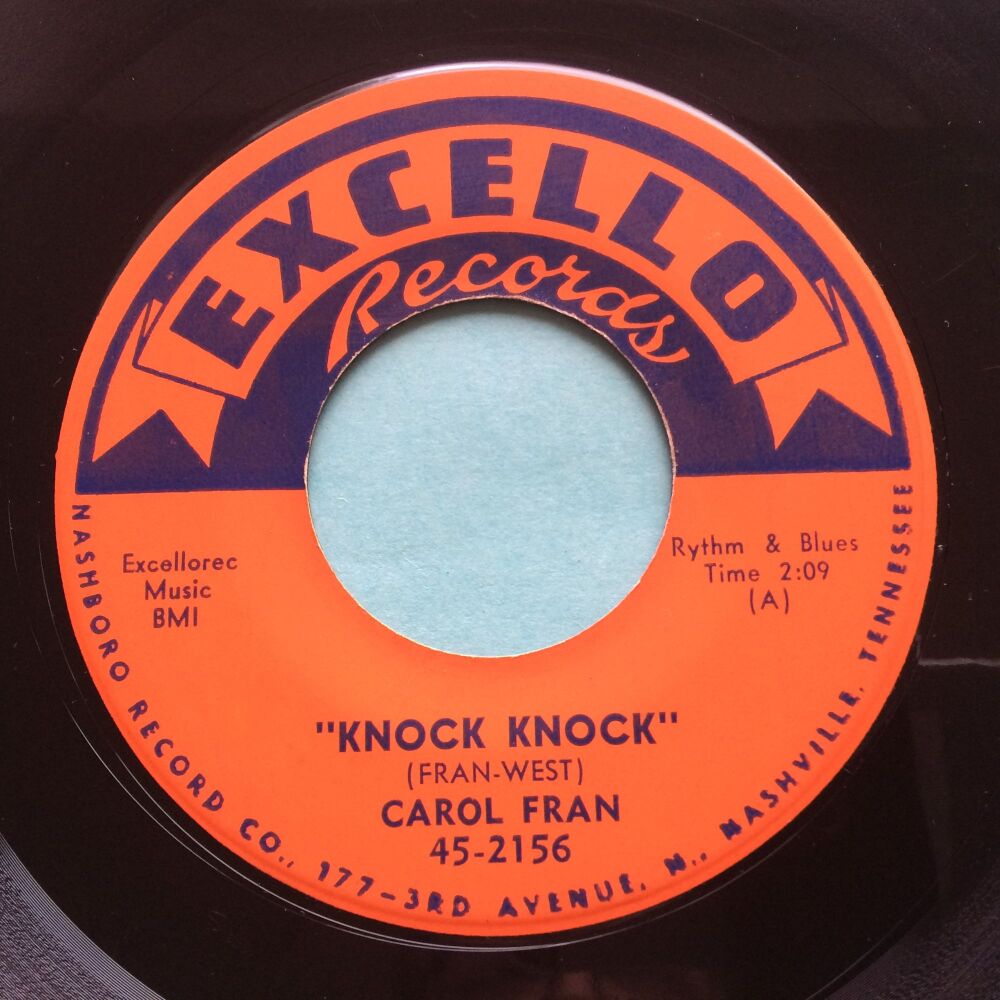 EXCELLO
Records
Excellorec
Music
BMI
Rythm & Blues
Time 2:09
(A)
"KNOCK KNOCK"
(FRAN-WEST)
CAROL FRAN
45-2156
NASHBORO RECORD CO., 177-3RD AVENUE, N., NASHVILLE, TENNESSEE